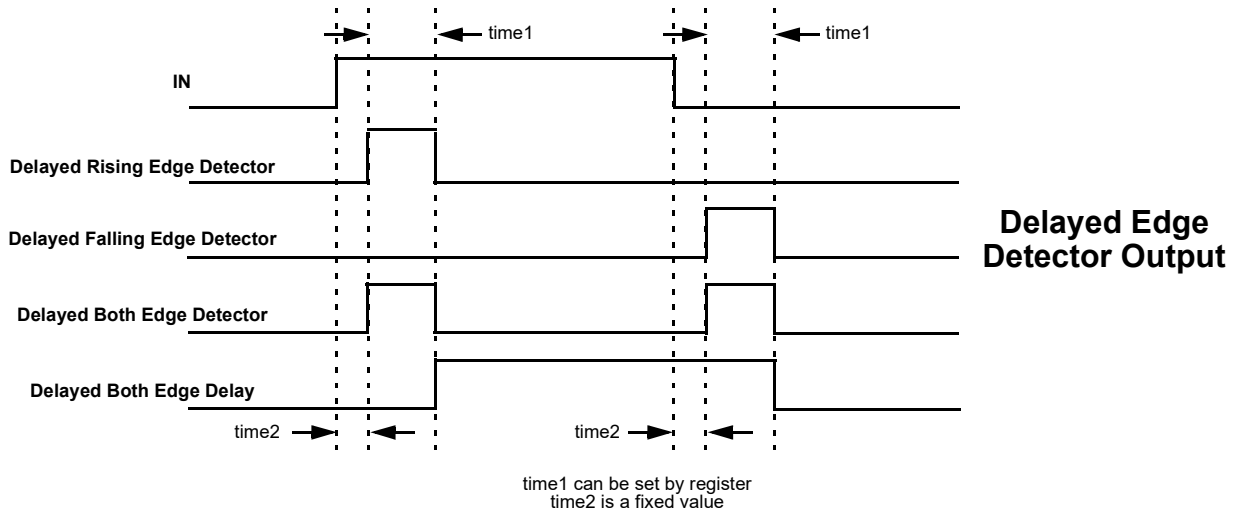 time1
time1
IN
Delayed Rising Edge Detector
Delayed Falling Edge Detector
Delayed Edge
Detector Output
Delayed Both Edge Detector
Delayed Both Edge Delay
time2
time2
time1 can be set by register
time2 is a fixed value